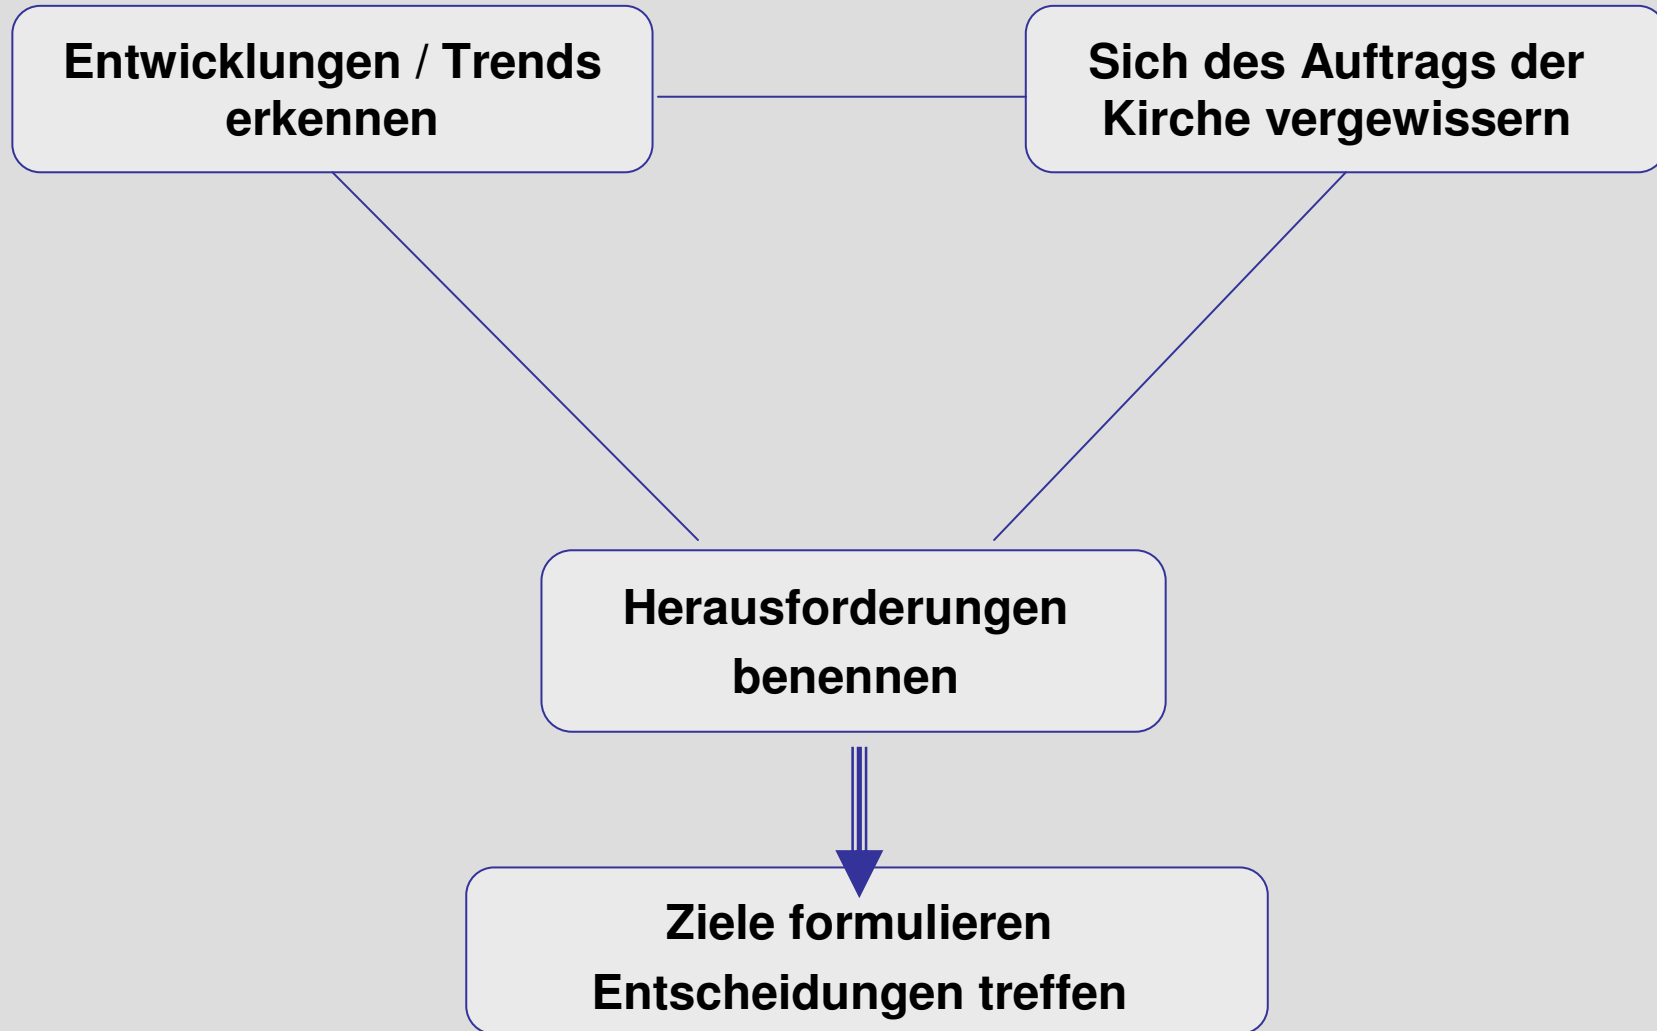 Entwicklungen / Trends
erkennen
Sich des Auftrags der
Kirche vergewissern
Herausforderungen
benennen
Ziele formulieren
Entscheidungen treffen